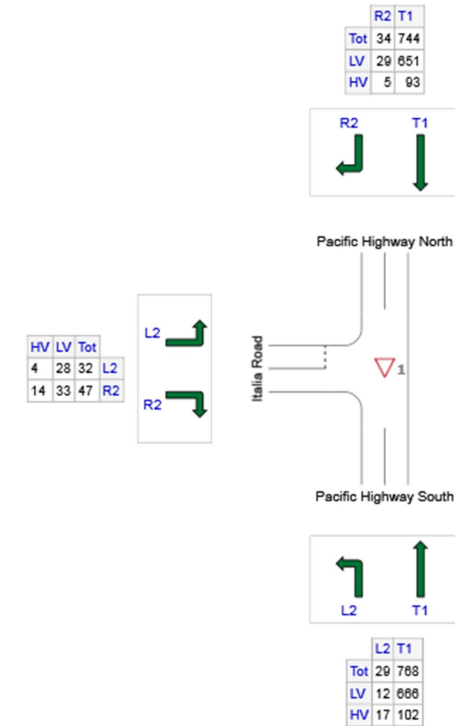 R2 T1
Tot 34 744
LV 29 651
HV 5 93
R2 T1
Pacific Highway North
L2
R2
HV LV Tot
4 28 32 L2
14 33 47 R2
Italia Road
1
Pacific Highway South
L2 T1
L2 T1
Tot 29 768
LV 12 666
HV 17 102